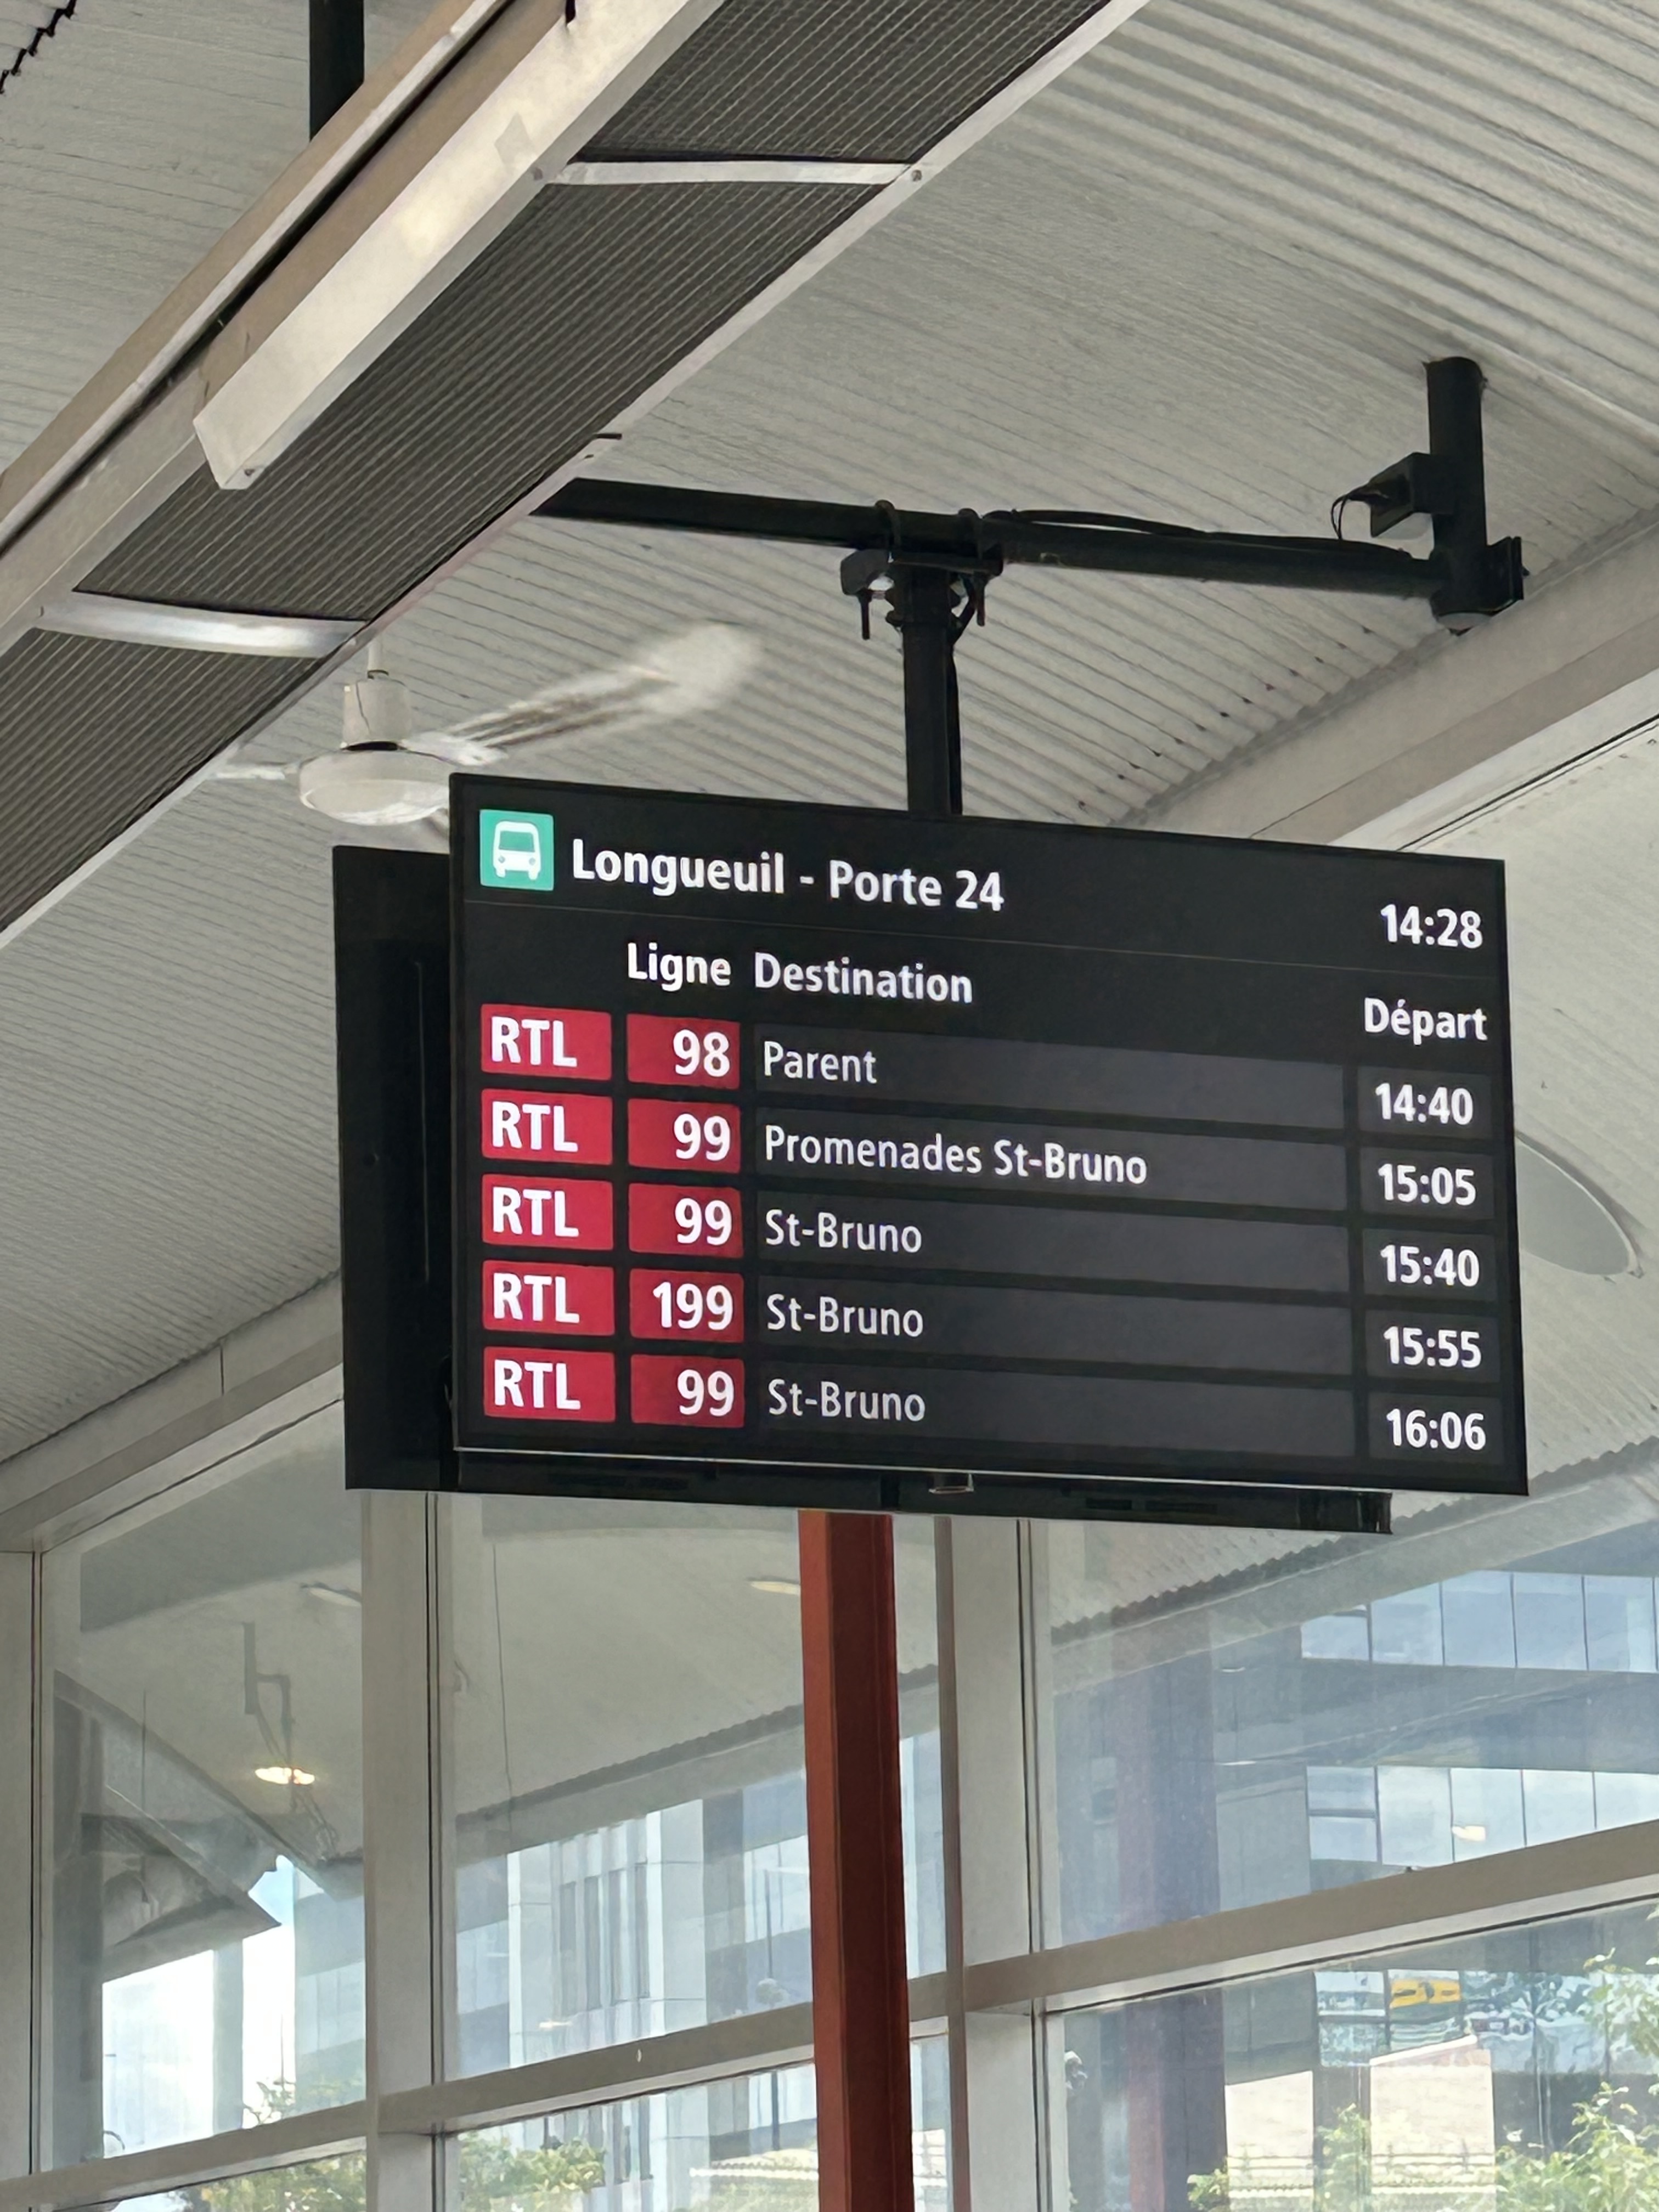 Longueuil - Porte 24 14:28
Ligne Destination Départ
RTL 98 Parent 14:40
RTL 99 Promenades St-Bruno 15:05
RTL 99 St-Bruno 15:40
RTL 199 St-Bruno 15:55
RTL 99 St-Bruno 16:06